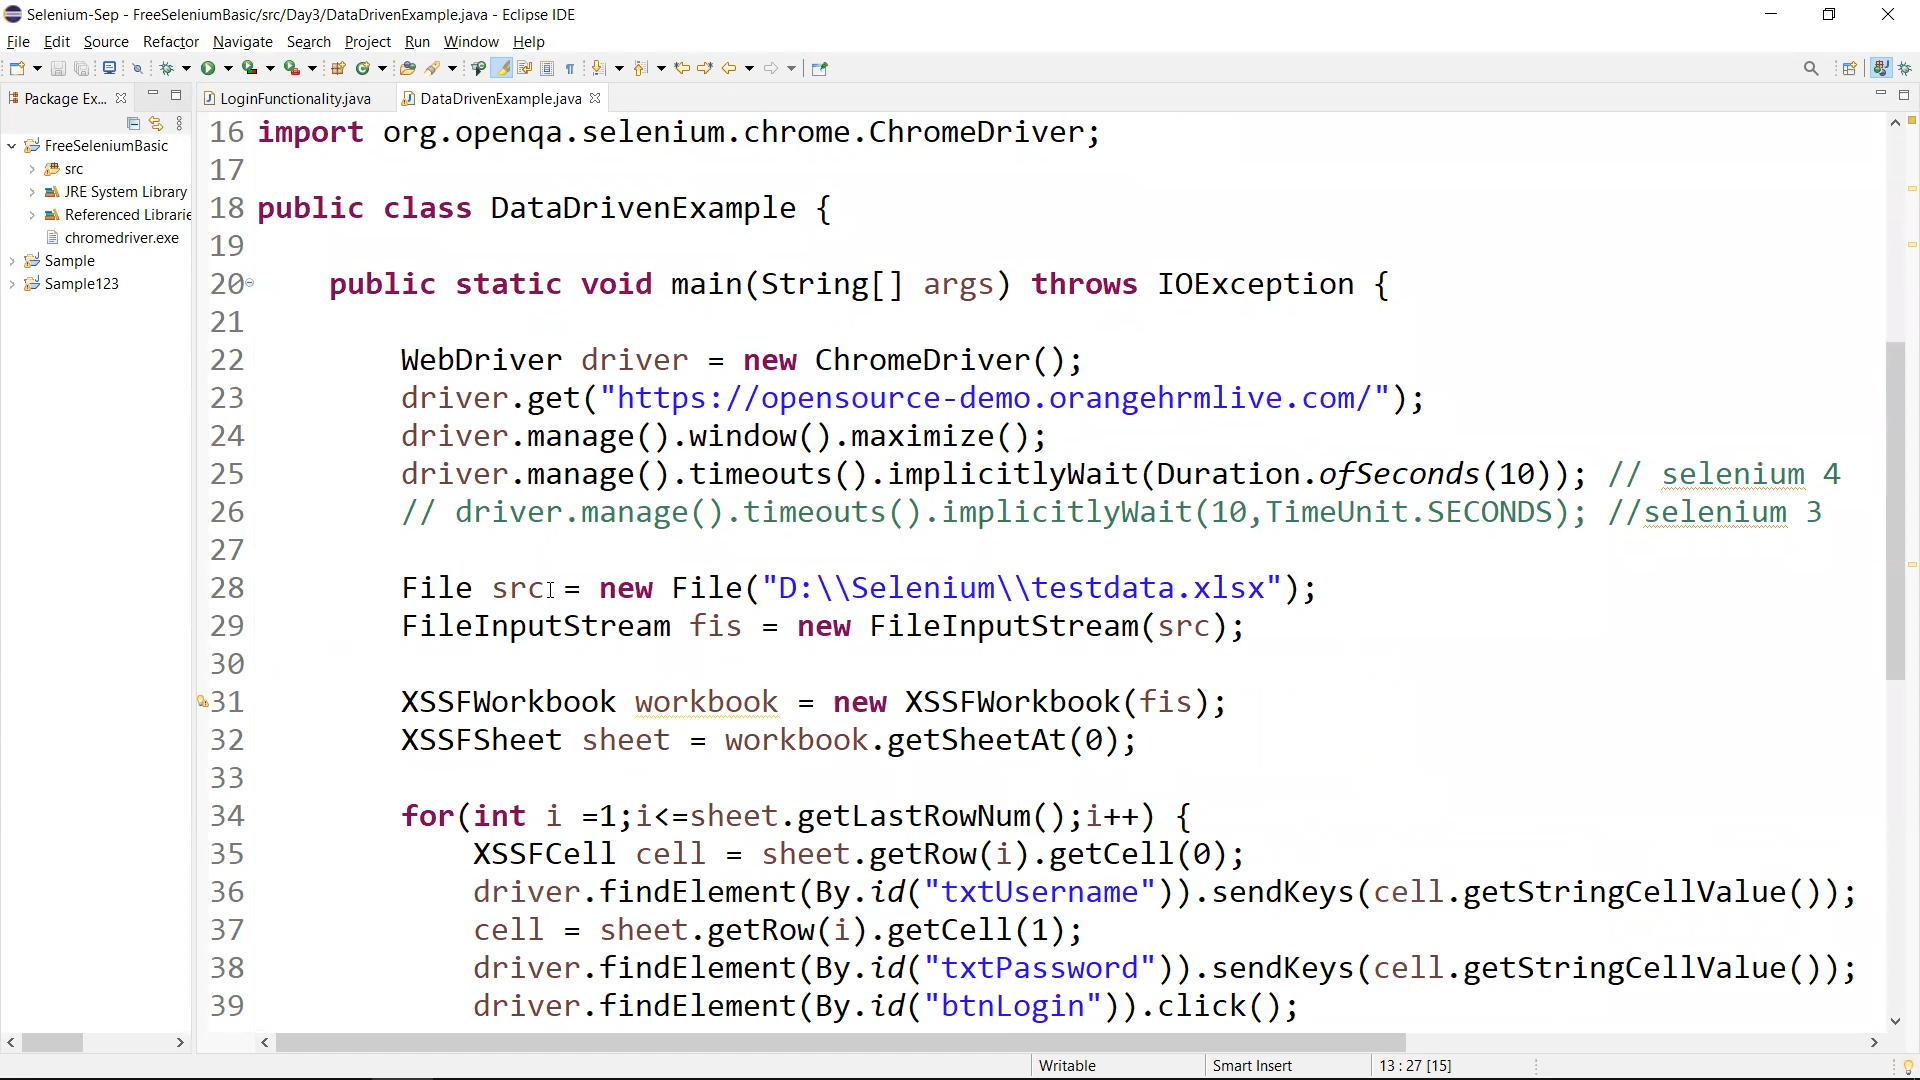 Selenium-Sep - FreeSeleniumBasic/src/Day3/DataDrivenExample.java - Eclipse IDE
File Edit Source Refactor Navigate Search Project Run Window Help
Package Ex...
LoginFunctionality.java
DataDrivenExample.java
FreeSeleniumBasic
src
JRE System Library
Referenced Librarie
chromedriver.exe
Sample
Sample123
16 import org.openqa.selenium.chrome.ChromeDriver;
17
18 public class DataDrivenExample {
19
20 public static void main(String[] args) throws IOException {
21
22 WebDriver driver = new ChromeDriver();
23 driver.get("https://opensource-demo.orangehrmlive.com/");
24 driver.manage().window().maximize();
25 driver.manage().timeouts().implicitlyWait(Duration.ofSeconds(10)); // selenium 4
26 // driver.manage().timeouts().implicitlyWait(10,TimeUnit.SECONDS); //selenium 3
27
28 File src = new File("D:\\Selenium\\testdata.xlsx");
29 FileInputStream fis = new FileInputStream(src);
30
31 XSSFWorkbook workbook = new XSSFWorkbook(fis);
32 XSSFSheet sheet = workbook.getSheetAt(0);
33
34 for(int i =1;i<=sheet.getLastRowNum();i++) {
35 XSSFCell cell = sheet.getRow(i).getCell(0);
36 driver.findElement(By.id("txtUsername")).sendKeys(cell.getStringCellValue());
37 cell = sheet.getRow(i).getCell(1);
38 driver.findElement(By.id("txtPassword")).sendKeys(cell.getStringCellValue());
39 driver.findElement(By.id("btnLogin")).click();
Writable Smart Insert 13 : 27 [15]